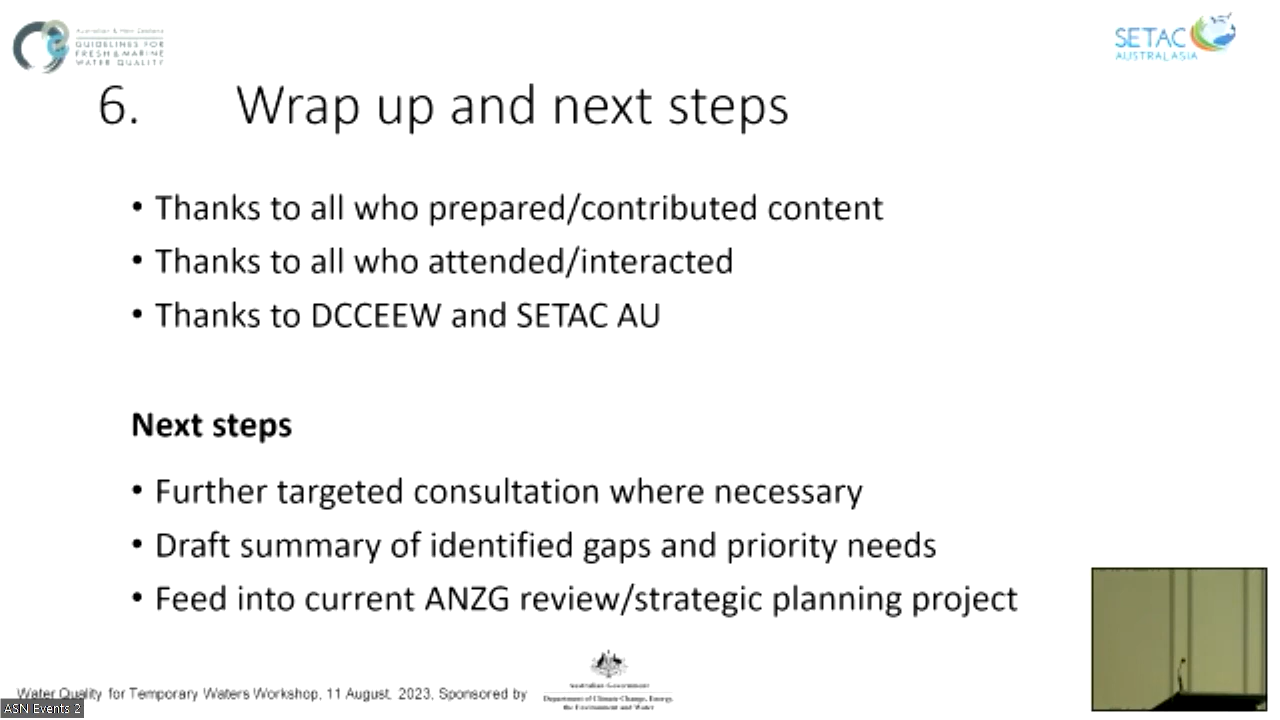 Australian & New Zealand
GUIDELINES FOR
FRESH & MARINE
WATER QUALITY
SETAC
AUSTRALASIA
6. Wrap up and next steps
• Thanks to all who prepared/contributed content
• Thanks to all who attended/interacted
• Thanks to DCCEEW and SETAC AU
Next steps
• Further targeted consultation where necessary
• Draft summary of identified gaps and priority needs
• Feed into current ANZG review/strategic planning project
Water Quality for Temporary Waters Workshop, 11 August, 2023, Sponsored by
Australian Government
Department of Climate Change, Energy,
the Environment and Water
ASN Events 2